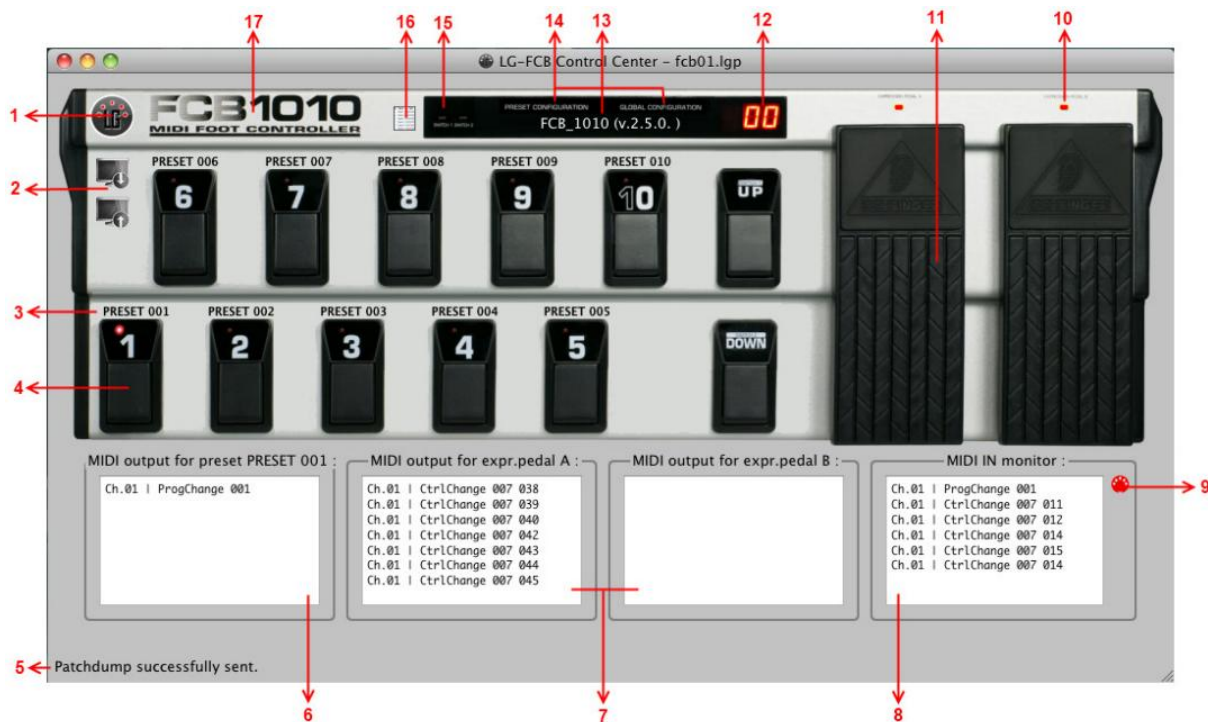 17
16
15
14
13
12
11
10
LG-FCB Control Center – fcb01.lgp
1
FCB1010
MIDI FOOT CONTROLLER
PRESET CONFIGURATION
GLOBAL CONFIGURATION
SWITCH 1 SWITCH 2
FCB_1010 (v.2.5.0. )
00
2
PRESET 006
PRESET 007
PRESET 008
PRESET 009
PRESET 010
6
7
8
9
10
UP
BEHRINGER
BEHRINGER
3
PRESET 001
PRESET 002
PRESET 003
PRESET 004
PRESET 005
1
2
3
4
5
DOWN
4
MIDI output for preset PRESET 001 :
Ch.01 | ProgChange 001
MIDI output for expr.pedal A :
Ch.01 | CtrlChange 007 038
Ch.01 | CtrlChange 007 039
Ch.01 | CtrlChange 007 040
Ch.01 | CtrlChange 007 042
Ch.01 | CtrlChange 007 043
Ch.01 | CtrlChange 007 044
Ch.01 | CtrlChange 007 045
MIDI output for expr.pedal B :
MIDI IN monitor :
Ch.01 | ProgChange 001
Ch.01 | CtrlChange 007 011
Ch.01 | CtrlChange 007 012
Ch.01 | CtrlChange 007 014
Ch.01 | CtrlChange 007 015
Ch.01 | CtrlChange 007 014
9
5
Patchdump successfully sent.
6
7
8